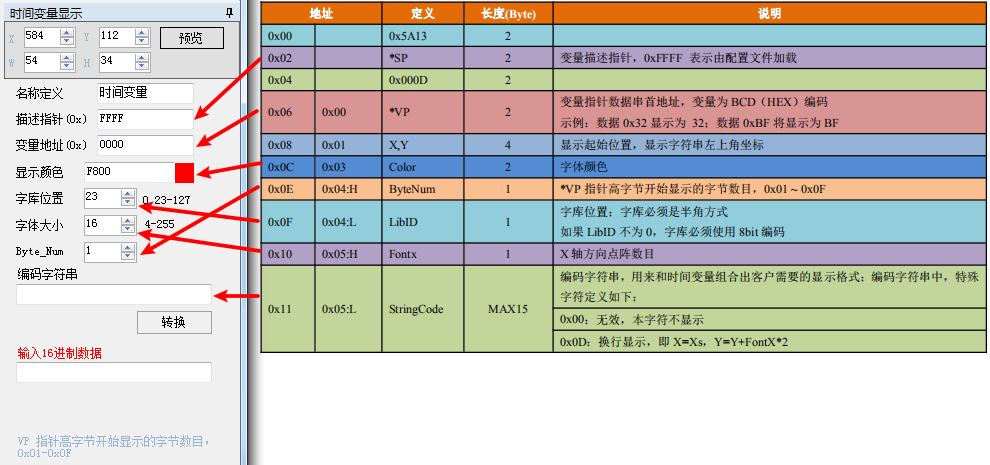 时间变量显示
X 584 Y 112 预览
W 54 H 34
名称定义 时间变量
描述指针(0x) FFFF
变量地址(0x) 0000
显示颜色 F800
字库位置 23 0,23-127
字体大小 16 4-255
Byte_Num 1
编码字符串
转换
输入16进制数据
VP 指针高字节开始显示的字节数目,
0x01-0x0F
地址 定义 长度(Byte) 说明
0x00 0x5A13 2
0x02 *SP 2 变量描述指针，0xFFFF 表示由配置文件加载
0x04 0x000D 2
0x06 0x00 *VP 2 变量指针数据串首地址，变量为 BCD（HEX）编码
示例：数据 0x32 显示为 32；数据 0xBF 将显示为 BF
0x08 0x01 X,Y 4 显示起始位置，显示字符串左上角坐标
0x0C 0x03 Color 2 字体颜色
0x0E 0x04:H ByteNum 1 *VP 指针高字节开始显示的字节数目，0x01 ~ 0x0F
0x0F 0x04:L LibID 1 字库位置；字库必须是半角方式
如果 LibID 不为 0，字库必须使用 8bit 编码
0x10 0x05:H Fontx 1 X 轴方向点阵数目
0x11 0x05:L StringCode MAX15 编码字符串，用来和时间变量组合出客户需要的显示格式；编码字符串中，特殊
字符定义如下：
0x00：无效，本字符不显示
0x0D：换行显示，即 X=Xs，Y=Y+FontX*2